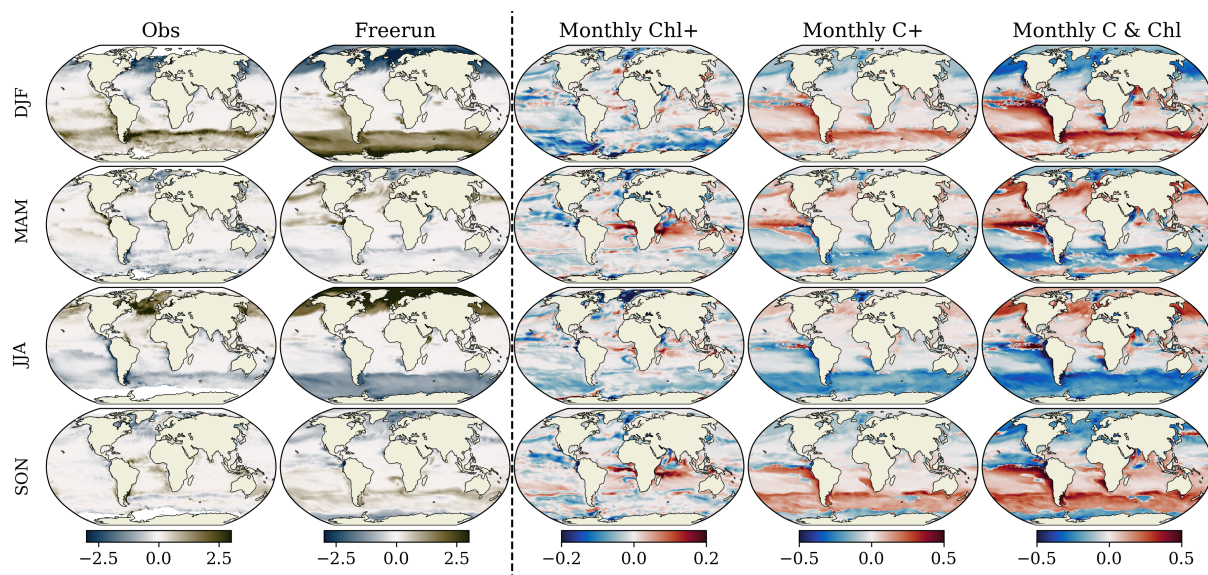 Obs Freerun Monthly Chl+ Monthly C+ Monthly C & Chl
DJF
MAM
JJA
SON
−2.5 0.0 2.5 −2.5 0.0 2.5 −0.2 0.0 0.2 −0.5 0.0 0.5 −0.5 0.0 0.5